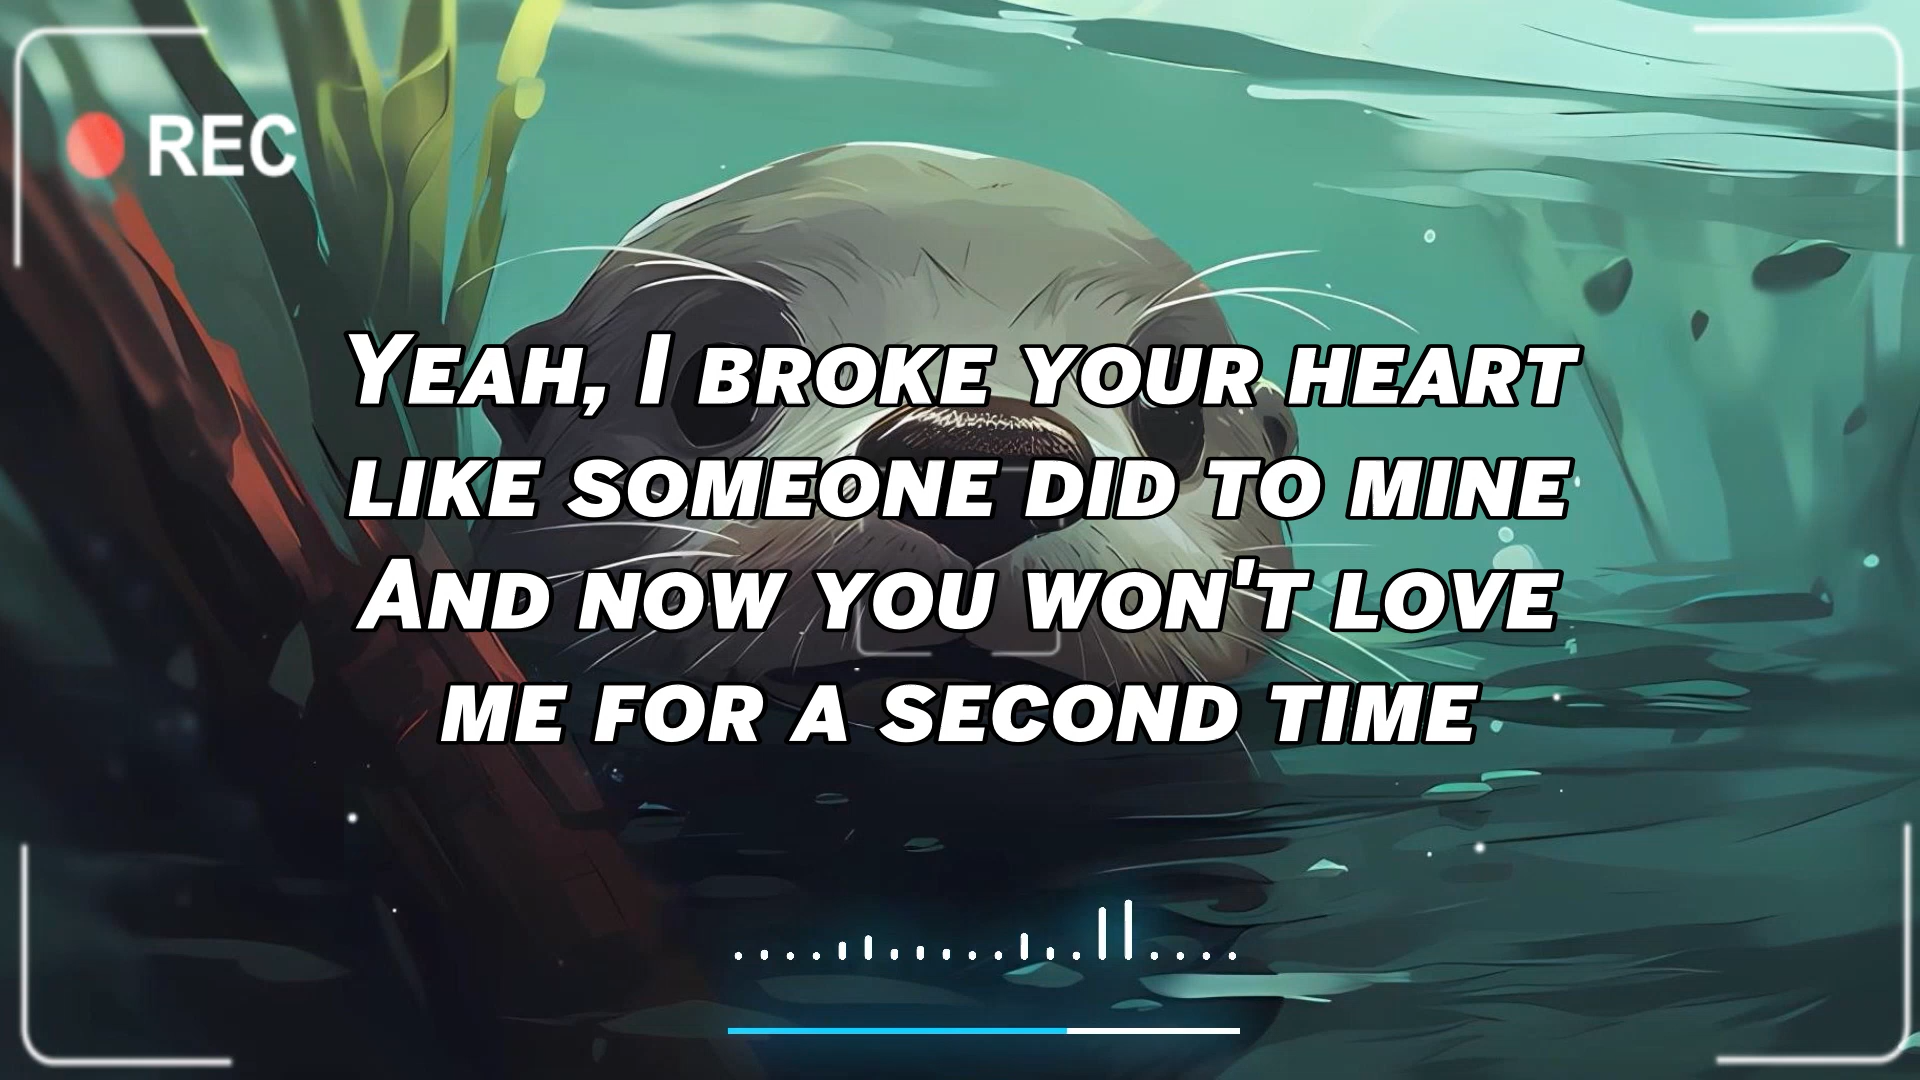 REC
Yeah, I broke your heart
like someone did to mine
And now you won't love
me for a second time